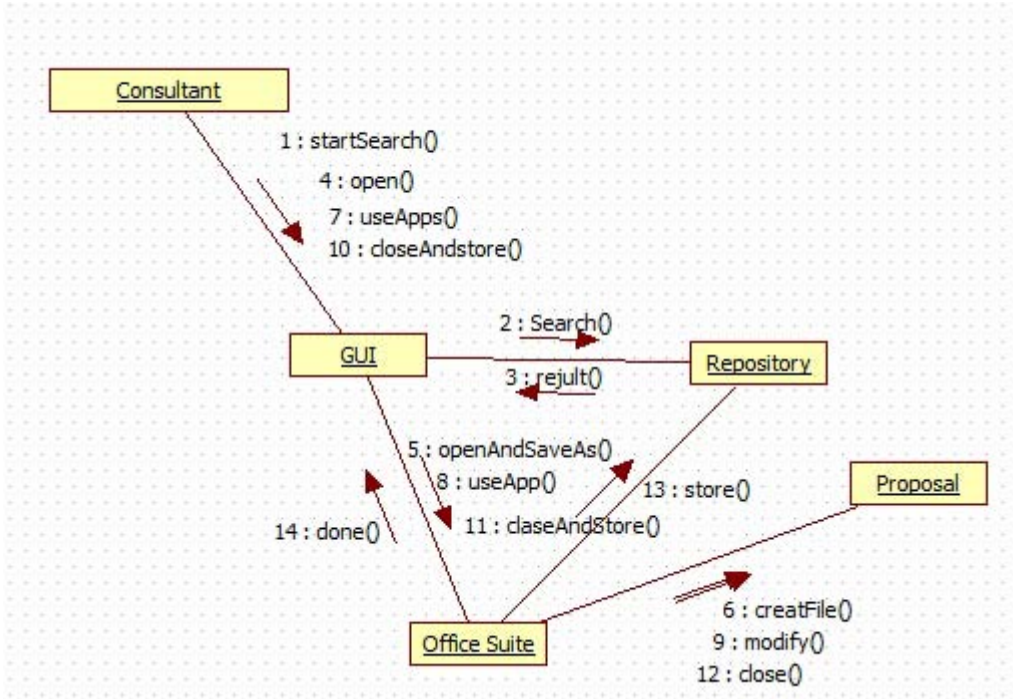 Consultant
1 : startSearch()
4 : open()
7 : useApps()
10 : closeAndstore()
2 : Search()
GUI
Repository
3 : rejult()
5 : openAndSaveAs()
8 : useApp()
13 : store()
Proposal
11 : claseAndStore()
14 : done()
6 : creatFile()
Office Suite
9 : modify()
12 : close()